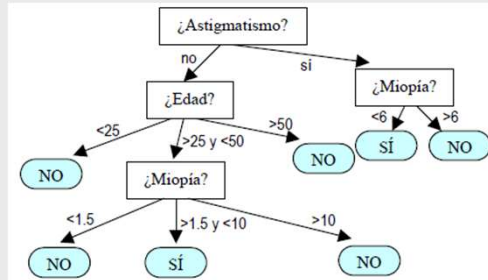 ¿Astigmatismo?
no
sí
¿Edad?
¿Miopía?
<25
>25 y <50
>50
<6
>6
NO
¿Miopía?
NO
SÍ
NO
<1.5
>1.5 y <10
>10
NO
SÍ
NO